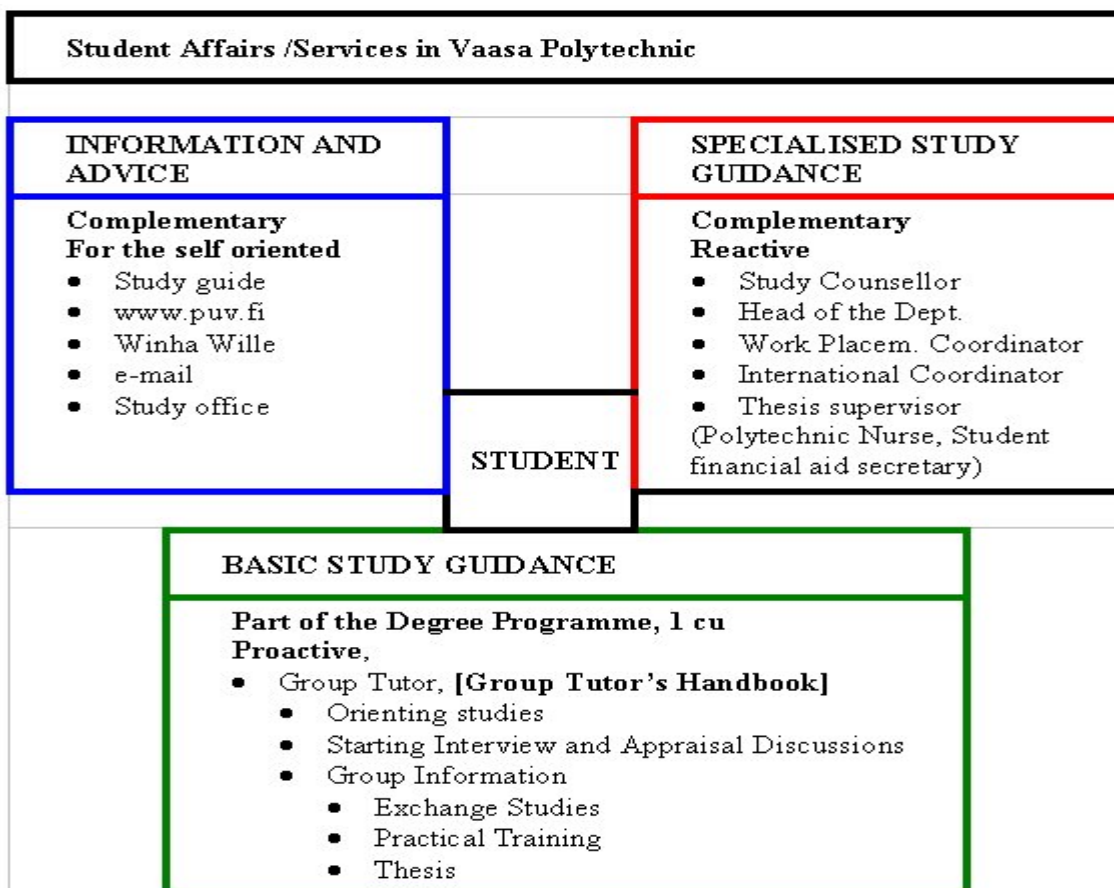 Student Affairs /Services in Vaasa Polytechnic
INFORMATION AND
ADVICE
Complementary
For the self oriented
• Study guide
• www.puv.fi
• Winha Wille
• e-mail
• Study office
SPECIALISED STUDY
GUIDANCE
Complementary
Reactive
• Study Counsellor
• Head of the Dept.
• Work Placem. Coordinator
• International Coordinator
• Thesis supervisor
(Polytechnic Nurse, Student
financial aid secretary)
STUDENT
BASIC STUDY GUIDANCE
Part of the Degree Programme, 1 cu
Proactive,
• Group Tutor, [Group Tutor's Handbook]
• Orienting studies
• Starting Interview and Appraisal Discussions
• Group Information
• Exchange Studies
• Practical Training
• Thesis